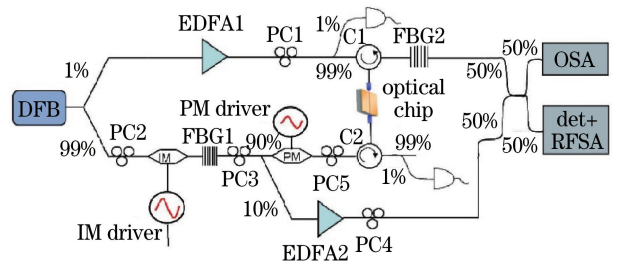 EDFA1
PC1
1%
C1
FBG2
50%
OSA
1%
99%
50%
DFB
optical
chip
PM driver
det+
RFSA
PC2
FBG1
90%
C2
99%
50%
50%
99%
IM
PM
PC3
PC5
1%
10%
IM driver
EDFA2
PC4